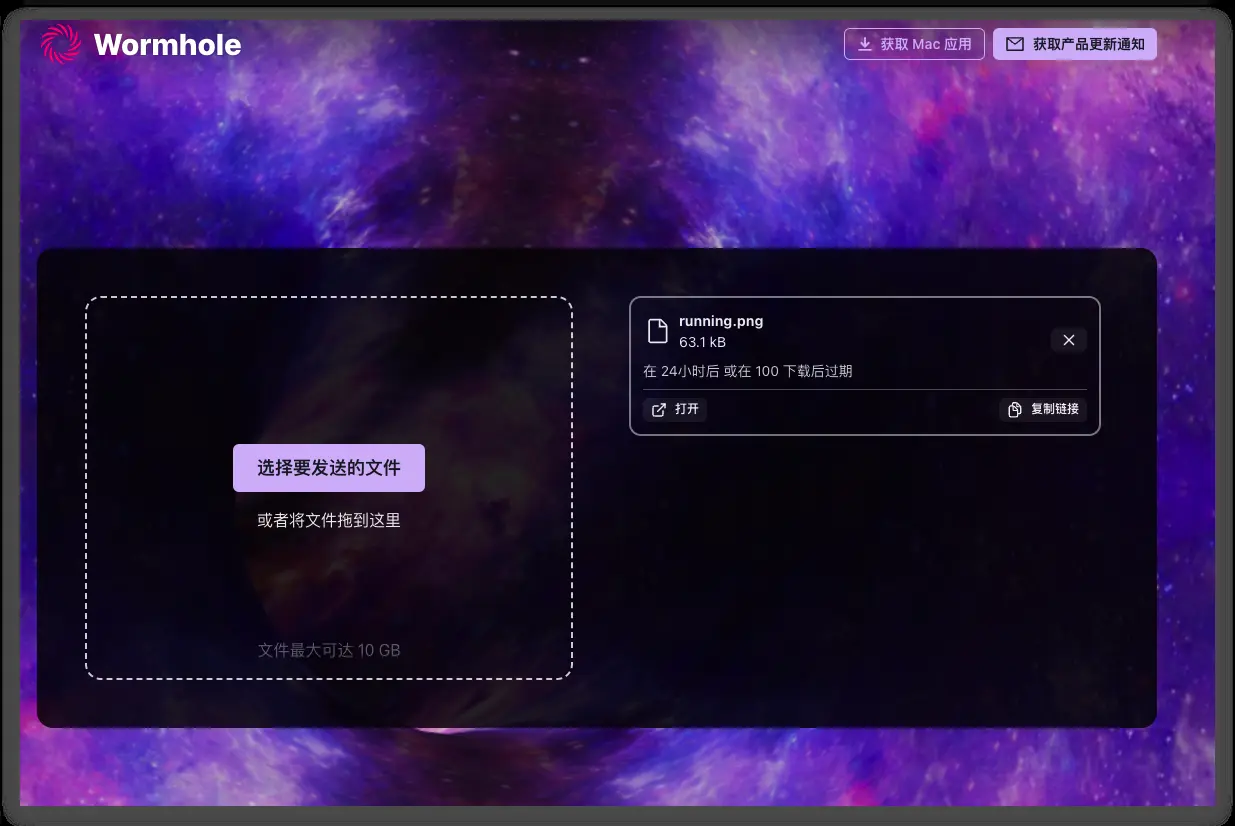 Wormhole
获取 Mac 应用
获取产品更新通知
选择要发送的文件
或者将文件拖到这里
文件最大可达 10 GB
running.png
63.1 kB
在 24小时后 或在 100 下载后过期
打开
复制链接